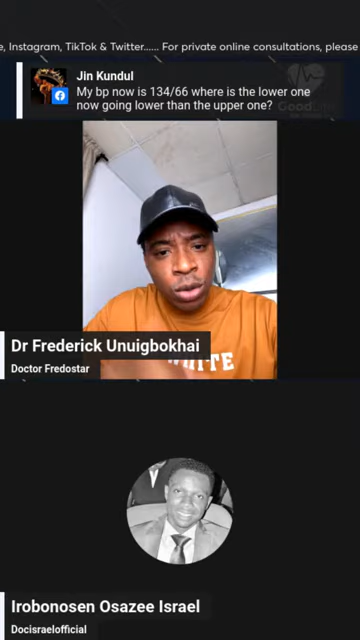 e, Instagram, TikTok & Twitter...... For private online consultations, please
Jin Kundul
My bp now is 134/66 where is the lower one
now going lower than the upper one?
Dr Frederick Unuigbokhai
WHITE
Doctor Fredostar
Irobonosen Osazee Israel
Docisraelofficial